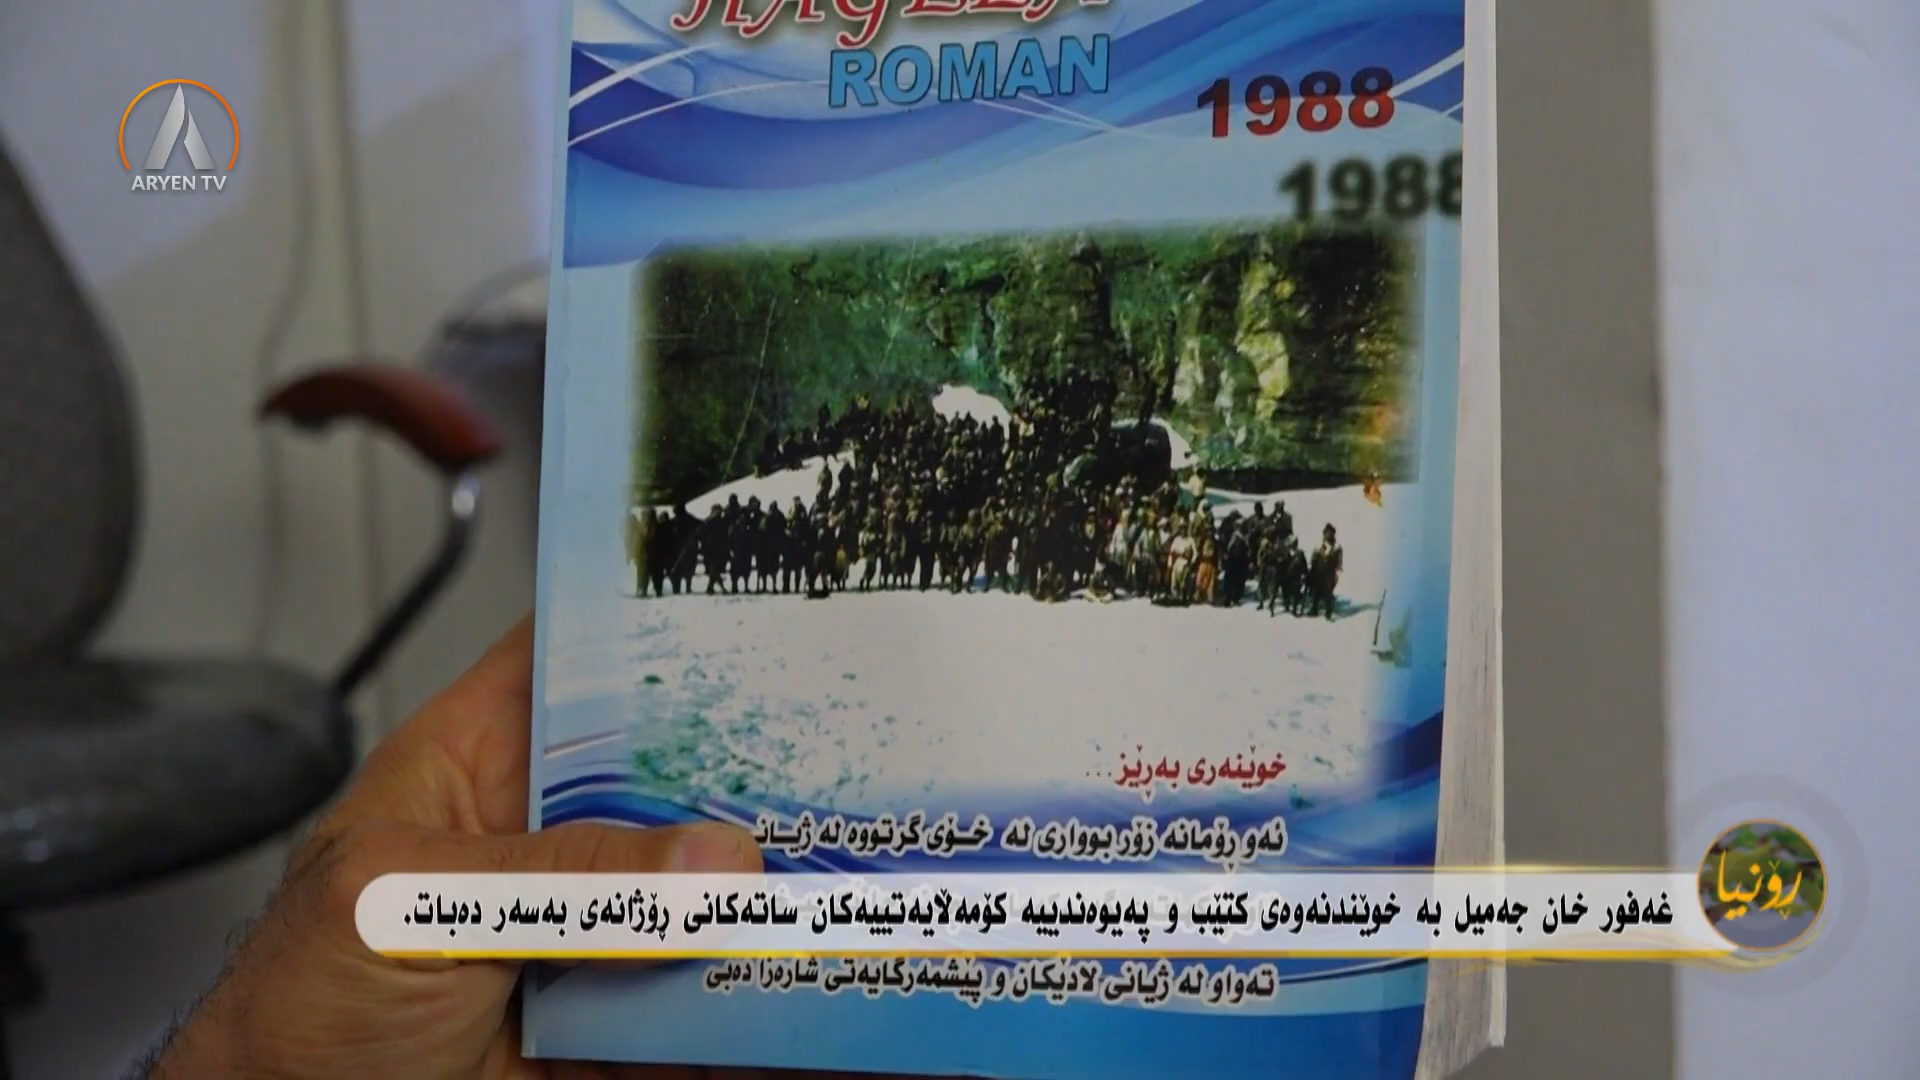 ROMAN
1988
1988
ARYEN TV
خوێنەری بەڕێز...
ئەو ڕۆمانە زۆر بوواری لە خۆی گرتووە لە ژیانی
ڕۆنیا
غەفور خان جەمیل بە خوێندنەوەی کتێب و پەیوەندییە کۆمەڵایەتییەکان ساتەکانی ڕۆژانەی بەسەر دەبات.
تەواو لە ژیانی لادێکان و پێشمەرگایەتی شارەزا دەبی